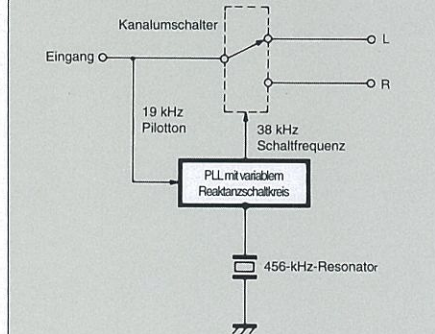 Kanalumschalter
Eingang
L
R
19 kHz
Pilotton
38 kHz
Schaltfrequenz
PLL mit variablem
Reaktanzschaltkreis
456-kHz-Resonator